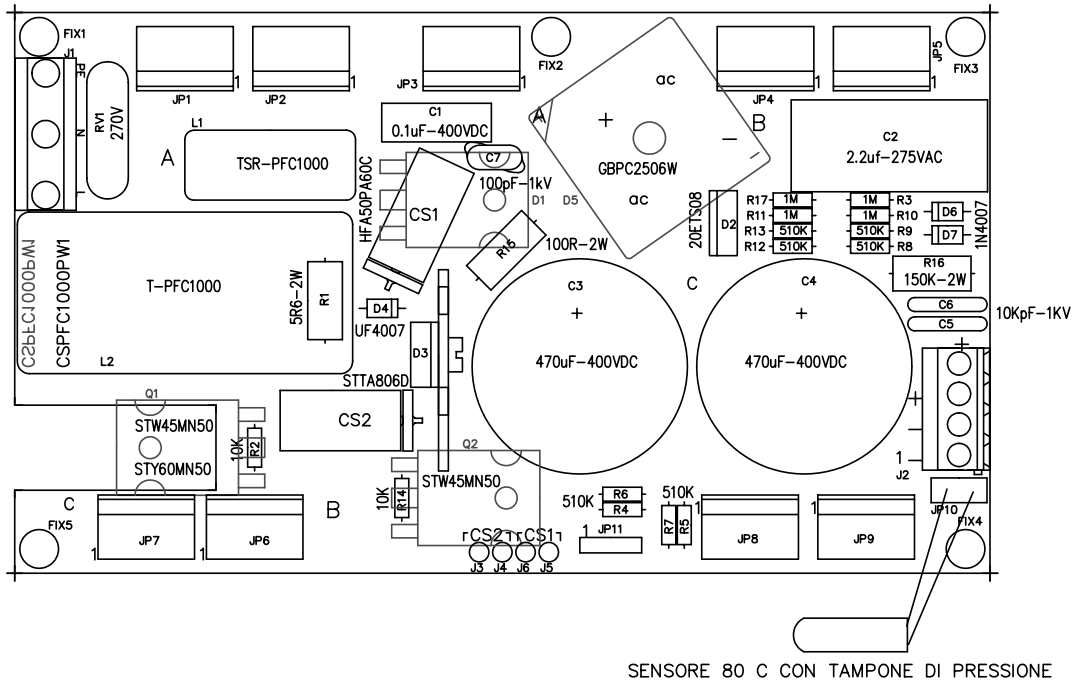 FIX1
J1
PE
N
L
RV1
270V
JP1
1
JP2
1
JP3
1
FIX2
JP4
1
JP5
1
FIX3
L1
TSR-PFC1000
A
C1
0.1uF-400VDC
C7
100pF-1kV
HFA50PA60C
CS1
D1
D5
R15
100R-2W
A
ac
+
-
GBPC2506W
ac
B
C2
2.2uf-275VAC
20ETS08
D2
R17
1M
R11
1M
R13
510K
R12
510K
1M
R3
1M
R10
510K
R9
510K
R8
D6
D7
1N4007
R16
150K-2W
C6
C5
10KpF-1KV
CSPFC1000PW1
CSPFC1000PW1
T-PFC1000
L2
5R6-2W
R1
D4
UF4007
D3
STTA806D
C3
+
470uF-400VDC
C
C4
+
470uF-400VDC
+
+
1
J2
Q1
STW45MN50
STY60MN50
10K
R2
CS2
Q2
STW45MN50
10K
R14
C
FIX5
1
JP7
1
JP6
B
CS2
CS1
J3
J4
J6
J5
510K
R6
R4
JP11
510K
R7
R5
1
JP8
1
JP9
JP10
FIX4
SENSORE 80 C CON TAMPONE DI PRESSIONE